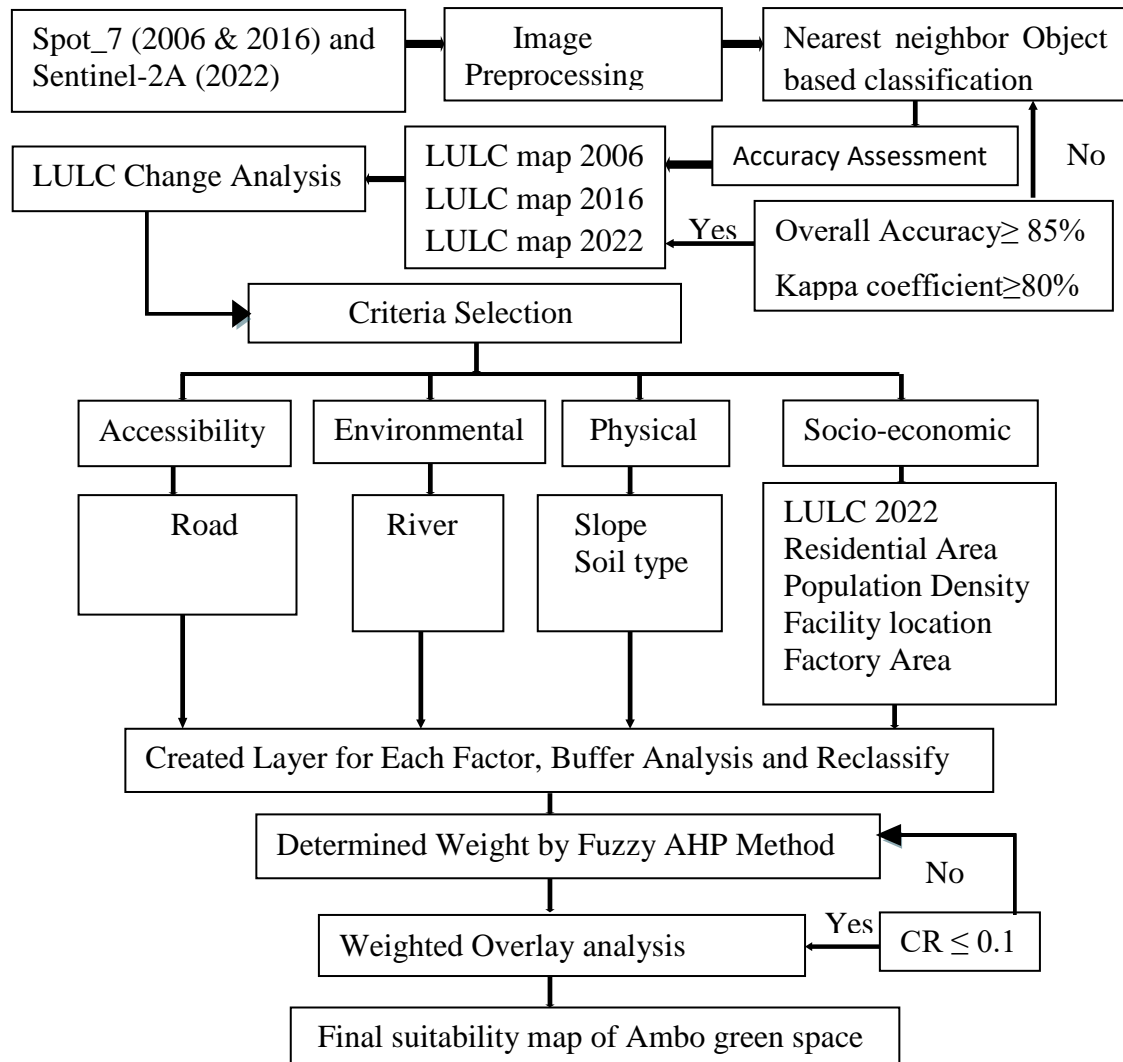 Spot_7 (2006 & 2016) and
Sentinel-2A (2022)
Image
Preprocessing
Nearest neighbor Object
based classification
LULC Change Analysis
LULC map 2006
LULC map 2016
LULC map 2022
Accuracy Assessment
No
Yes
Overall Accuracy≥ 85%
Kappa coefficient≥80%
Criteria Selection
Accessibility
Environmental
Physical
Socio-economic
Road
River
Slope
Soil type
LULC 2022
Residential Area
Population Density
Facility location
Factory Area
Created Layer for Each Factor, Buffer Analysis and Reclassify
Determined Weight by Fuzzy AHP Method
No
Weighted Overlay analysis
Yes
CR ≤ 0.1
Final suitability map of Ambo green space